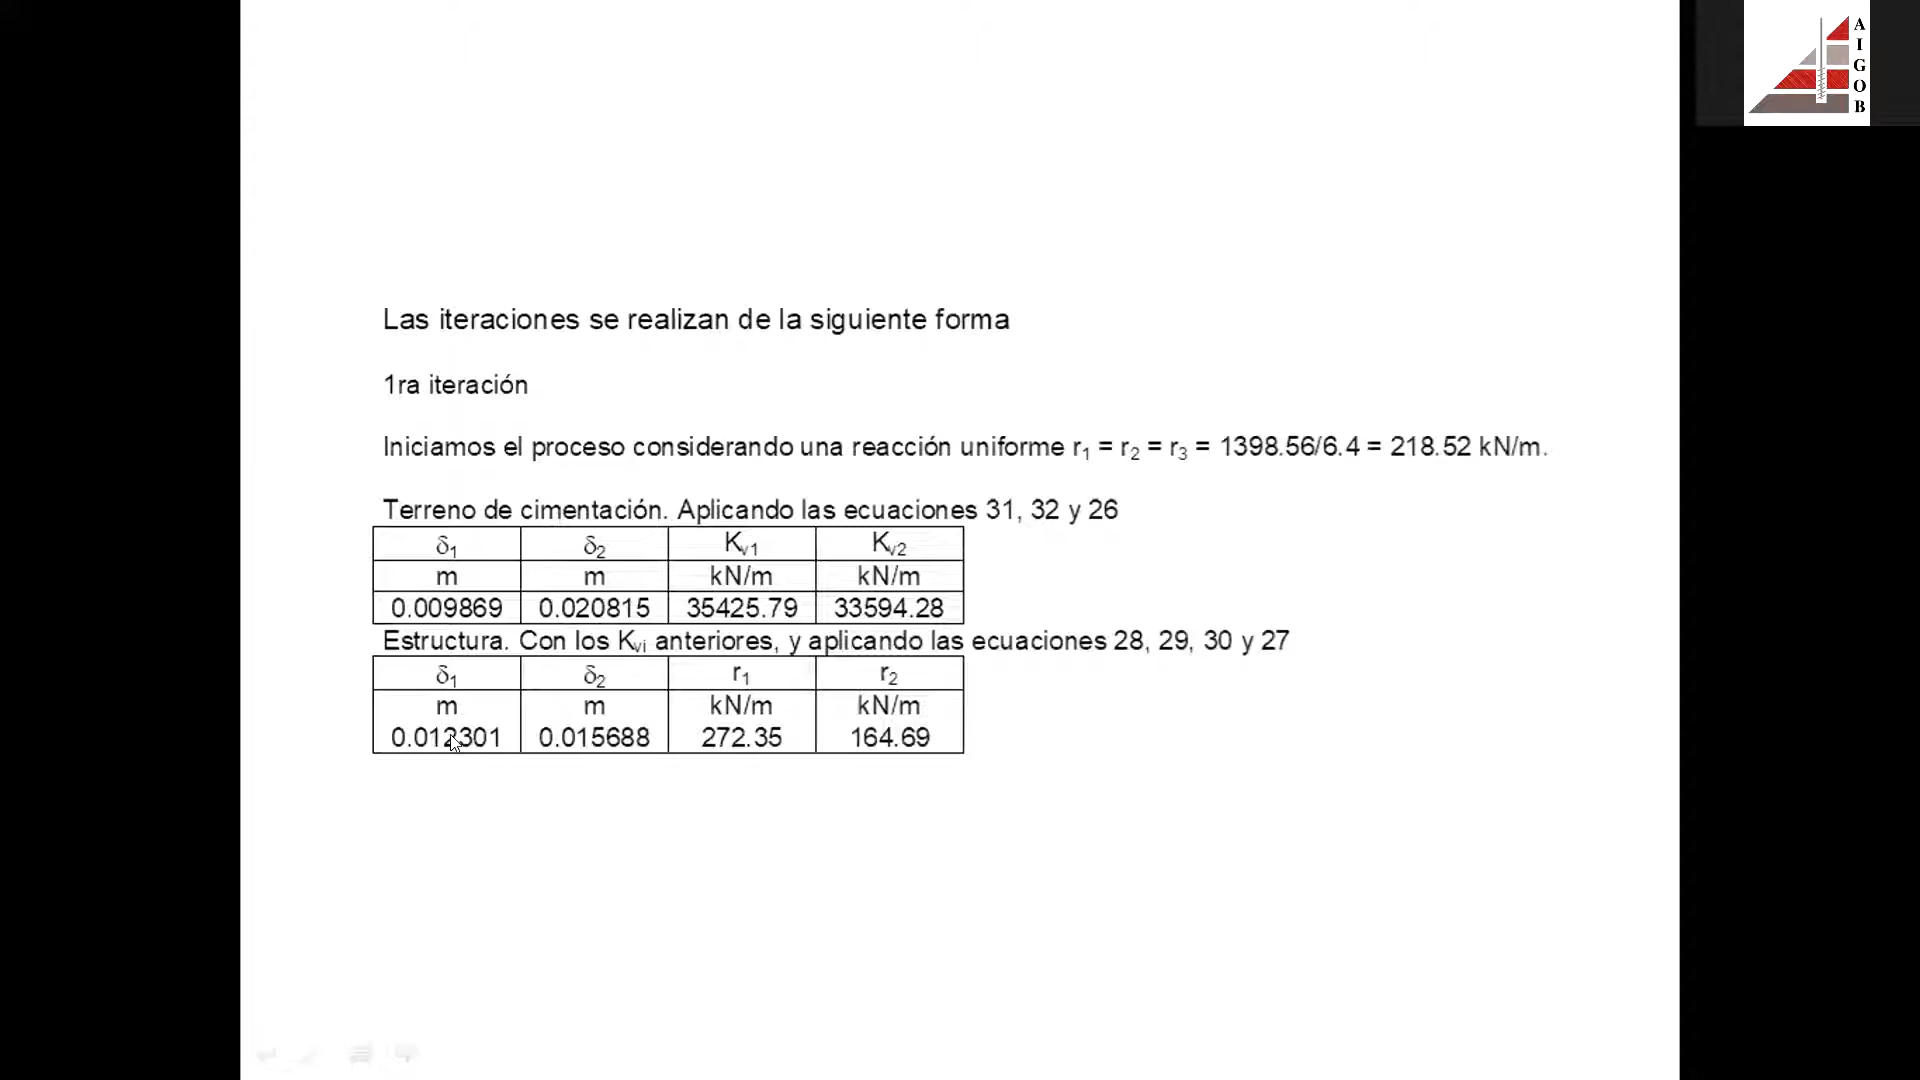 A
I
G
O
B
Las iteraciones se realizan de la siguiente forma
1ra iteración
Iniciamos el proceso considerando una reacción uniforme r₁ = r₂ = r₃ = 1398.56/6.4 = 218.52 kN/m.
Terreno de cimentación. Aplicando las ecuaciones 31, 32 y 26
δ₁ δ₂ Kv1 Kv2
m m kN/m kN/m
0.009869 0.020815 35425.79 33594.28
Estructura. Con los Kvi anteriores, y aplicando las ecuaciones 28, 29, 30 y 27
δ₁ δ₂ r₁ r₂
m m kN/m kN/m
0.012301 0.015688 272.35 164.69